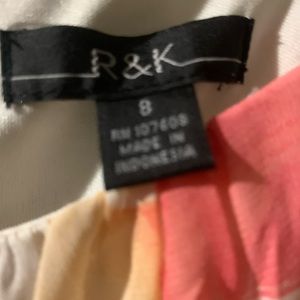 R&K
8
RN 107608
MADE IN
INDONESIA